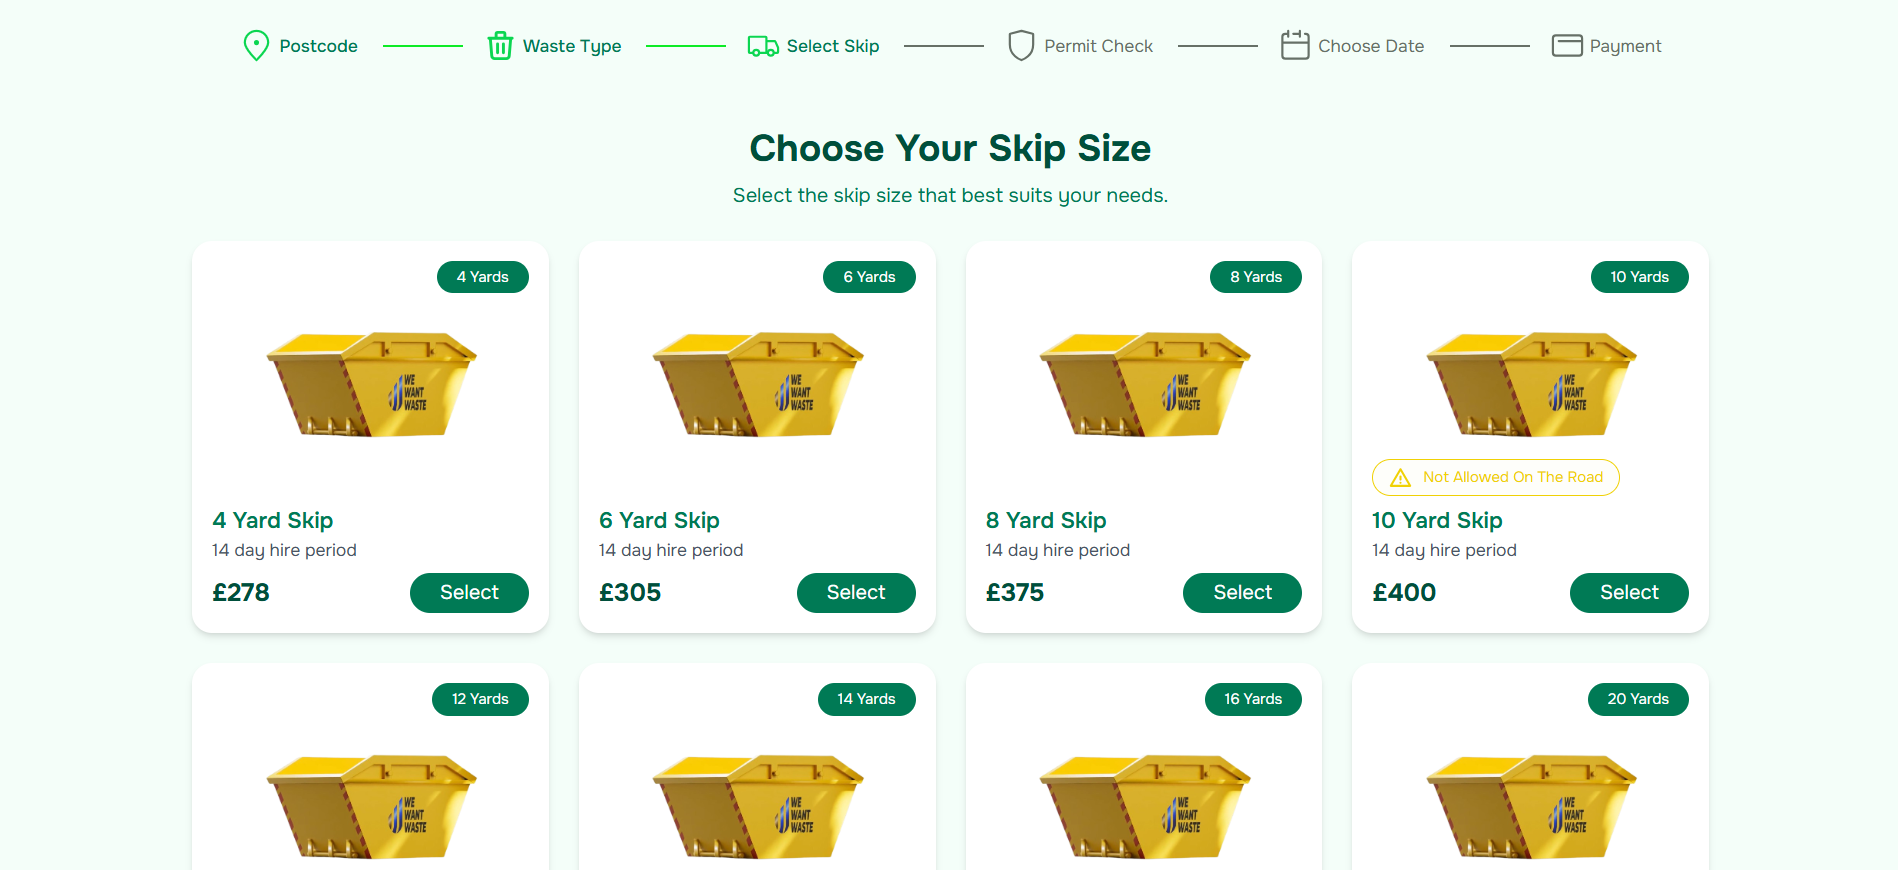 Postcode
Waste Type
Select Skip
Permit Check
Choose Date
Payment
Choose Your Skip Size
Select the skip size that best suits your needs.
4 Yards
WE
WANT
WASTE
4 Yard Skip
14 day hire period
£278
Select
6 Yards
WE
WANT
WASTE
6 Yard Skip
14 day hire period
£305
Select
8 Yards
WE
WANT
WASTE
8 Yard Skip
14 day hire period
£375
Select
10 Yards
WE
WANT
WASTE
Not Allowed On The Road
10 Yard Skip
14 day hire period
£400
Select
12 Yards
WE
WANT
WASTE
14 Yards
WE
WANT
WASTE
16 Yards
WE
WANT
WASTE
20 Yards
WE
WANT
WASTE